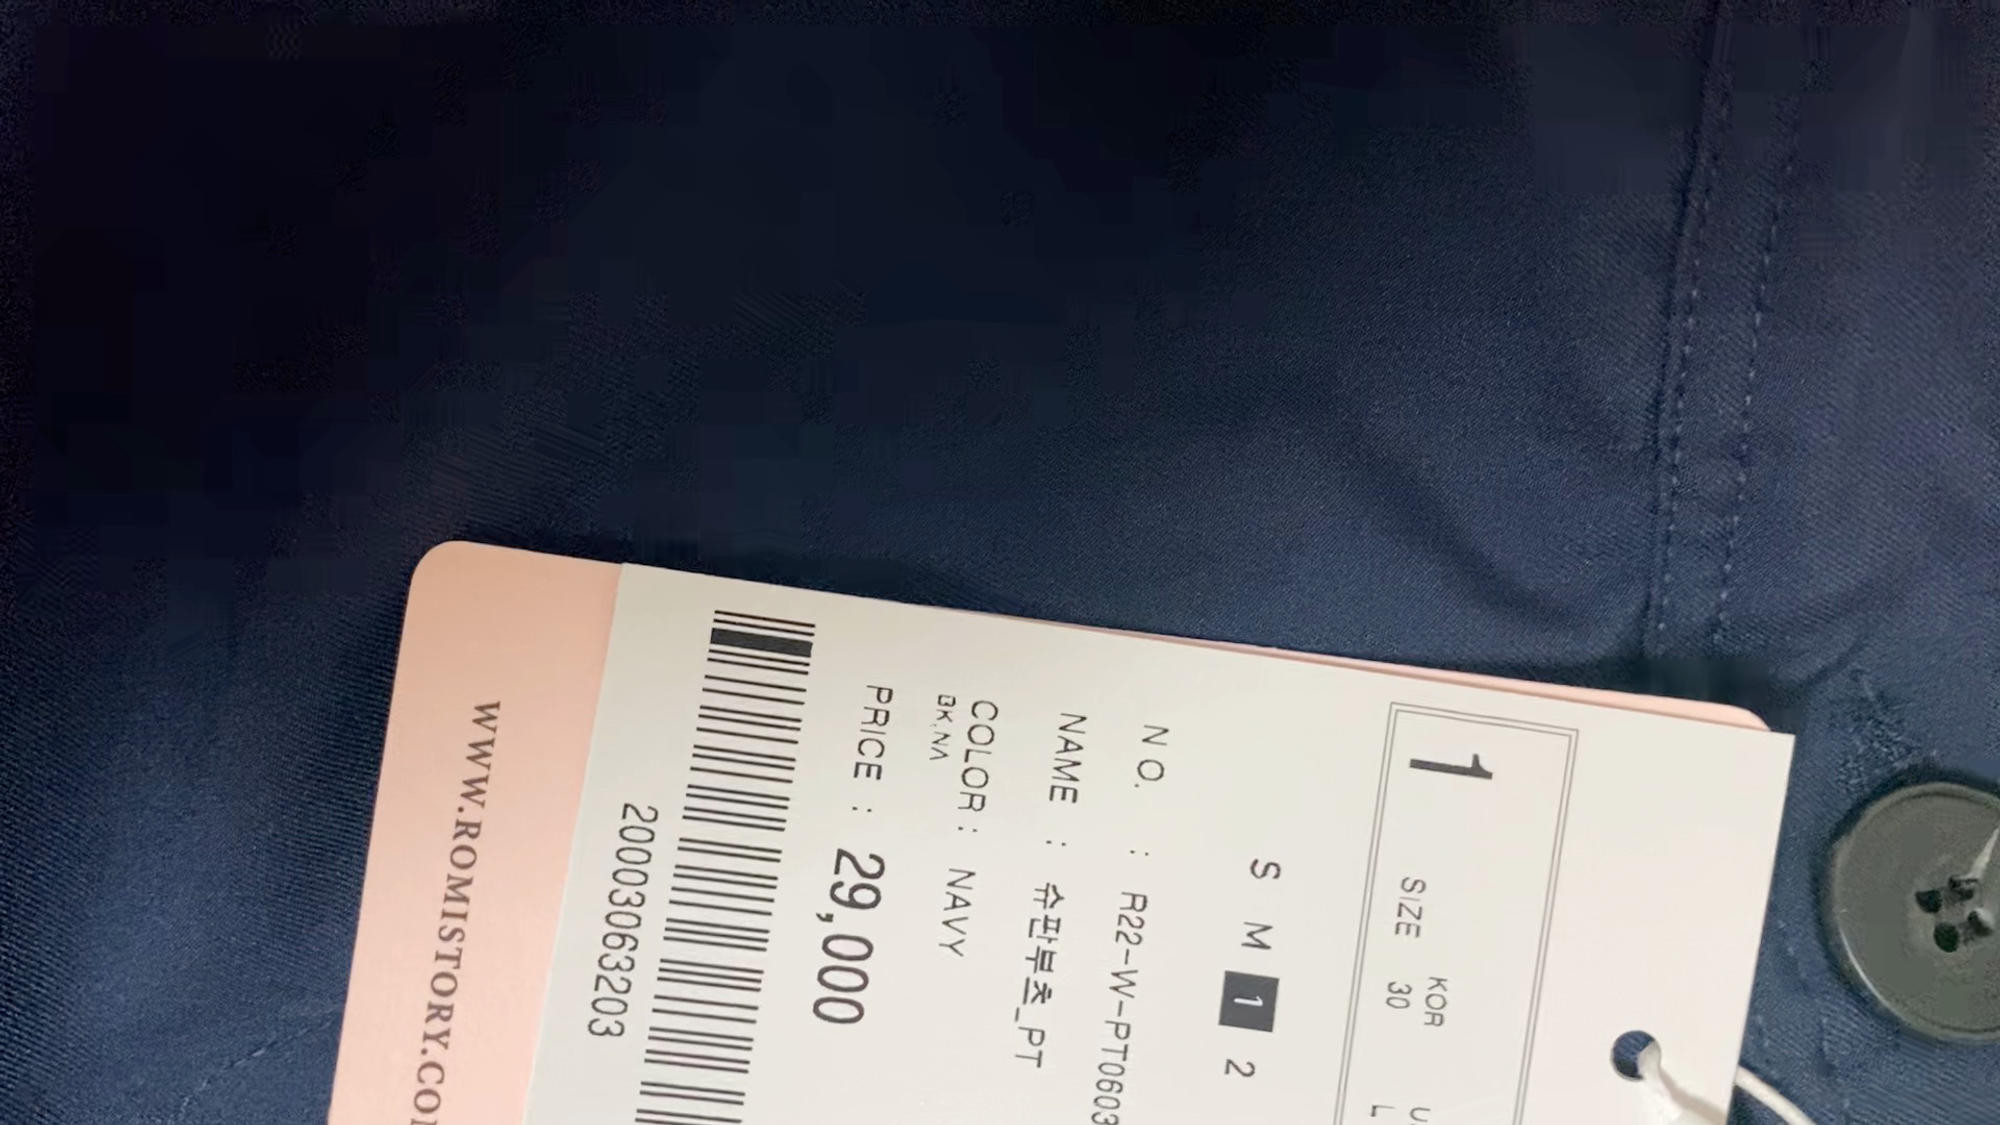 1 SIZE KOR U
30 L
S M 1 2
NO. : R22-W-PT0603
NAME : 슈판부츠_PT
COLOR : NAVY
BK,NA
PRICE : 29,000
2000306363203
WWW.ROMISTORY.CO